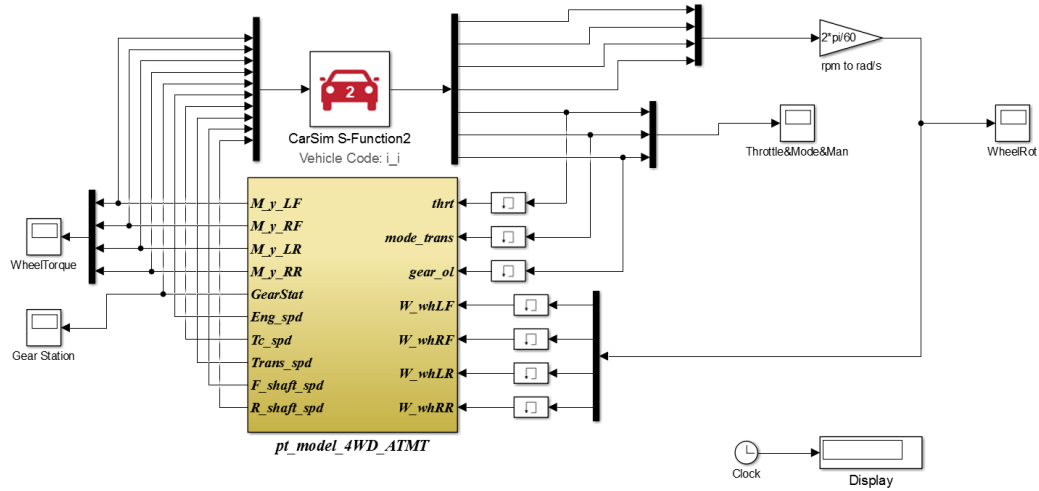 2*pi/60
rpm to rad/s
2
CarSim S-Function2
Vehicle Code: i_i
Throttle&Mode&Man
WheelRot
M_y_LF
thrt
M_y_RF
mode_trans
M_y_LR
WheelTorque
M_y_RR
gear_ol
GearStat
W_whLF
Eng_spd
Tc_spd
W_whRF
Gear Station
Trans_spd
W_whLR
F_shaft_spd
R_shaft_spd
W_whRR
pt_model_4WD_ATMT
Clock
Display